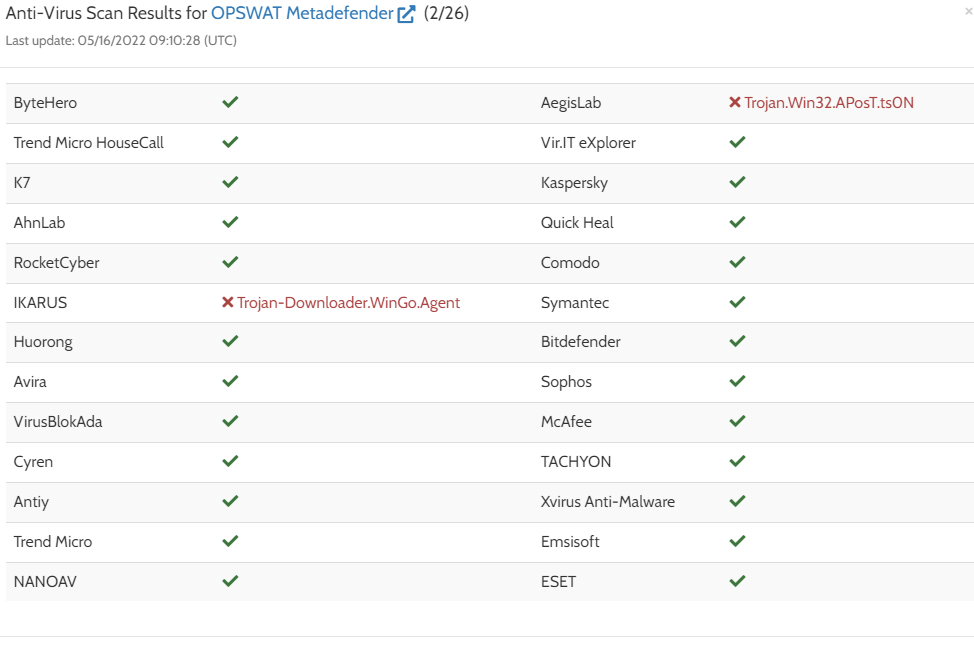 Anti-Virus Scan Results for OPSWAT Metadefender (2/26)
Last update: 05/16/2022 09:10:28 (UTC)
ByteHero AegisLab Trojan.Win32.APosT.tsON
Trend Micro HouseCall Vir.IT eXplorer
K7 Kaspersky
AhnLab Quick Heal
RocketCyber Comodo
IKARUS Trojan-Downloader.WinGo.Agent Symantec
Huorong Bitdefender
Avira Sophos
VirusBlokAda McAfee
Cyren TACHYON
Antiy Xvirus Anti-Malware
Trend Micro Emsisoft
NANOAV ESET